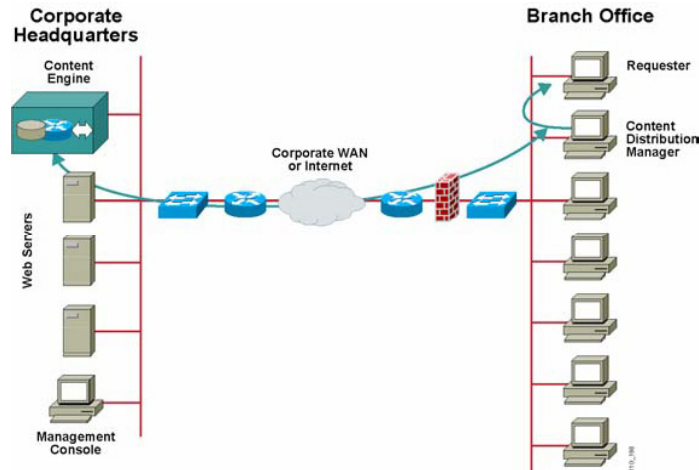 Corporate
Headquarters
Branch Office
Content
Engine
Requester
Content
Distribution
Manager
Corporate WAN
or Internet
Web Servers
Management
Console